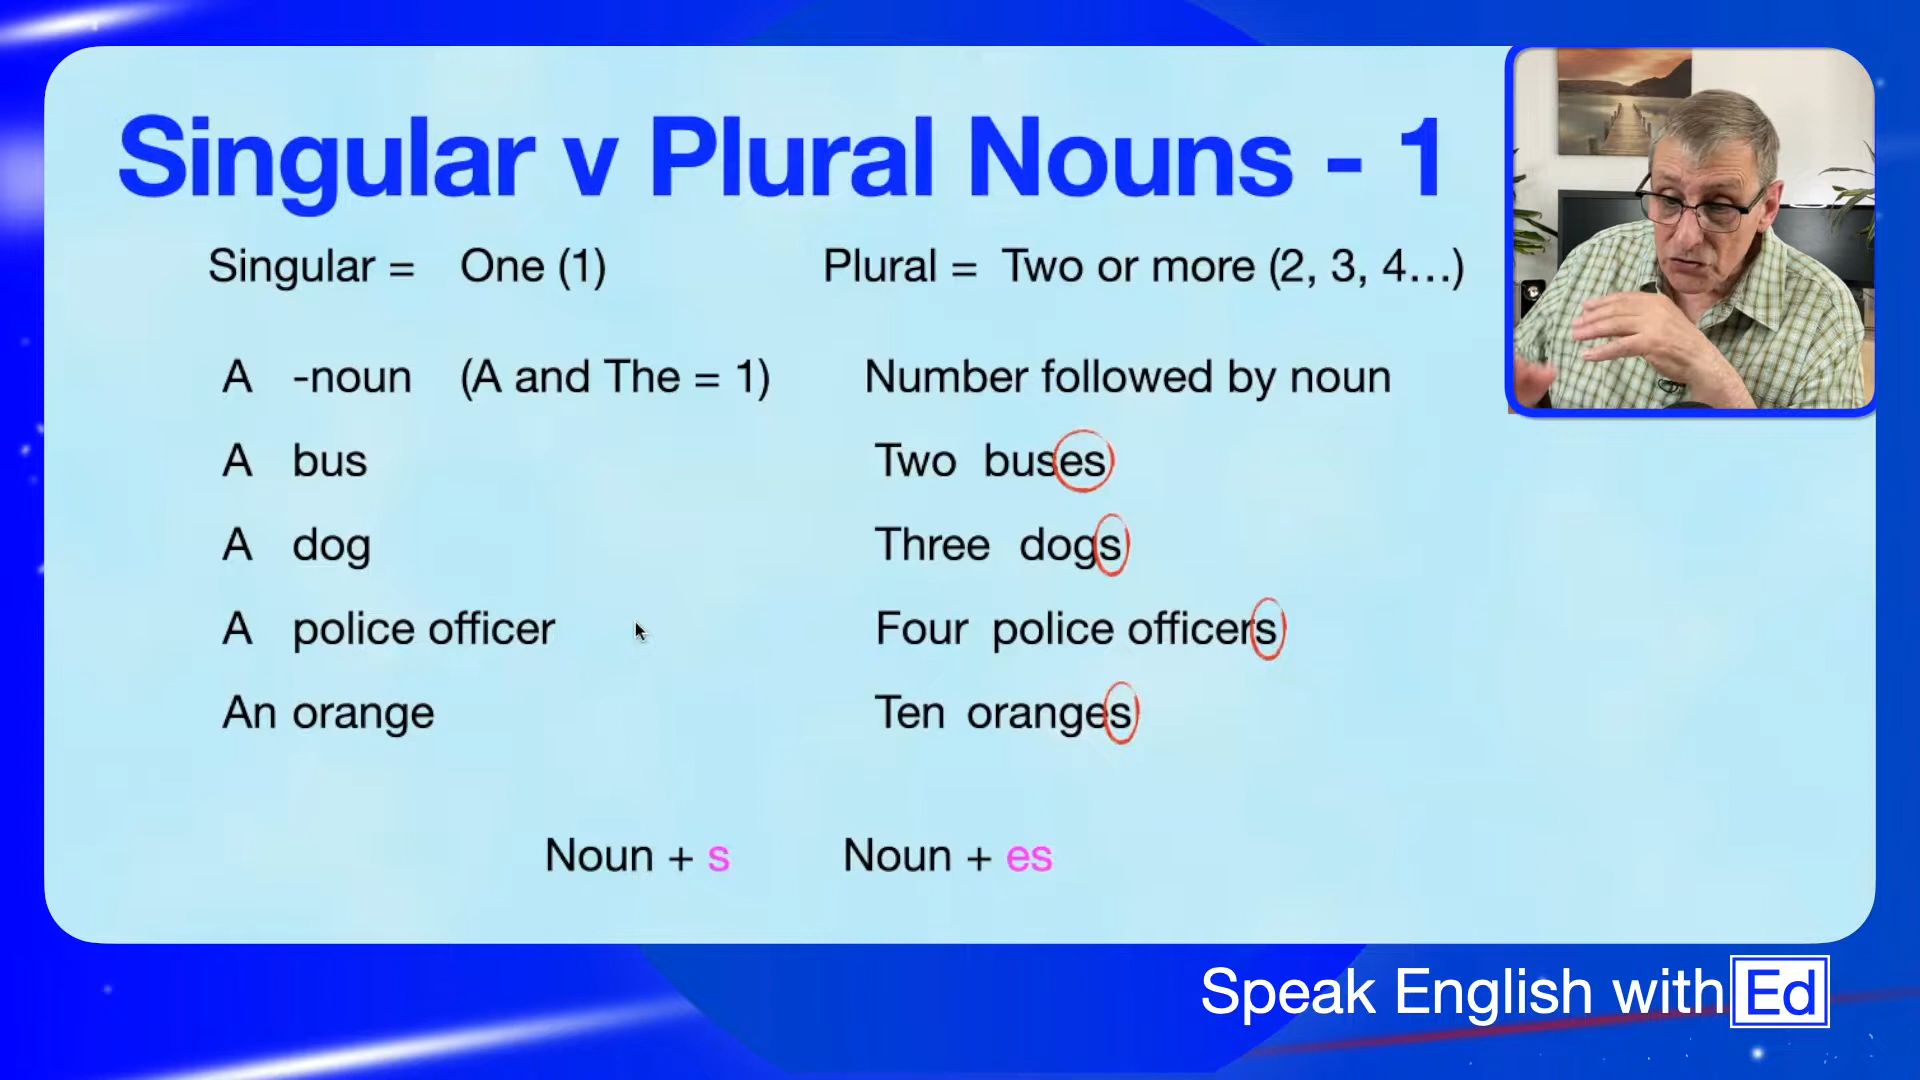 Singular v Plural Nouns - 1
Singular = One (1) Plural = Two or more (2, 3, 4...)
A -noun (A and The = 1) Number followed by noun
A bus Two buses
A dog Three dogs
A police officer Four police officers
An orange Ten oranges
Noun + s Noun + es
Speak English with Ed